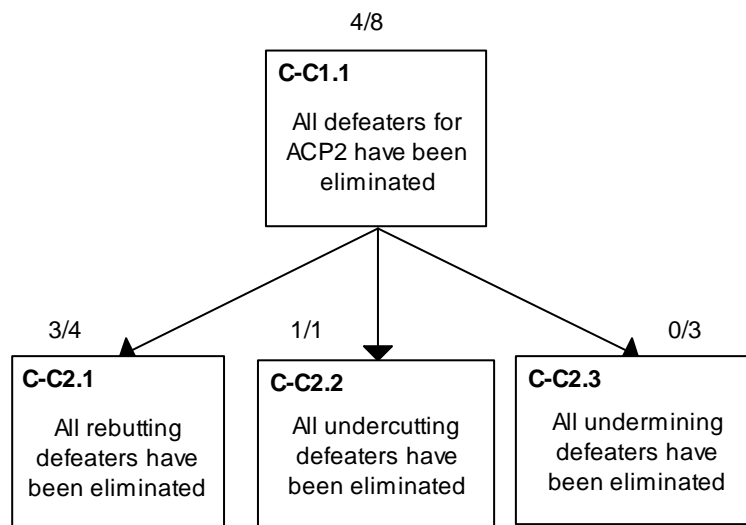 4/8
C-C1.1
All defeaters for
ACP2 have been
eliminated
3/4
1/1
0/3
C-C2.1
All rebutting
defeaters have
been eliminated
C-C2.2
All undercutting
defeaters have
been eliminated
C-C2.3
All undermining
defeaters have
been eliminated